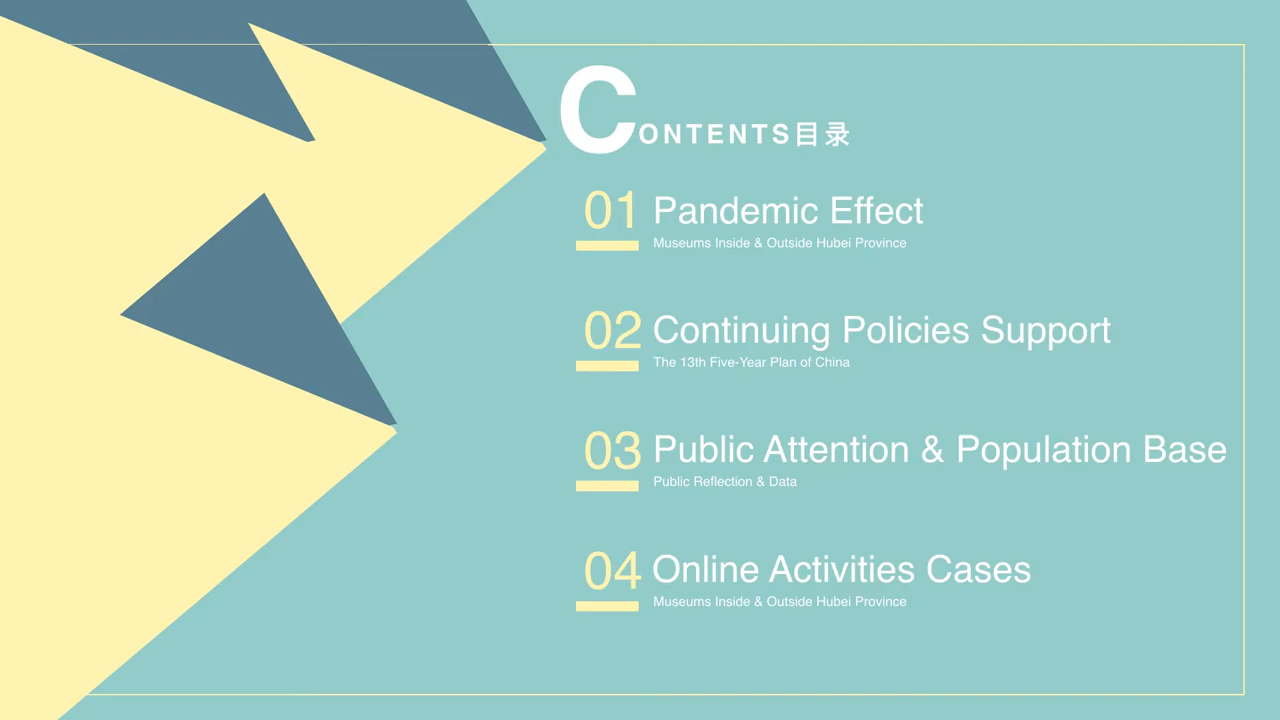 CONTENTS目录
01 Pandemic Effect
Museums Inside & Outside Hubei Province
02 Continuing Policies Support
The 13th Five-Year Plan of China
03 Public Attention & Population Base
Public Reflection & Data
04 Online Activities Cases
Museums Inside & Outside Hubei Province